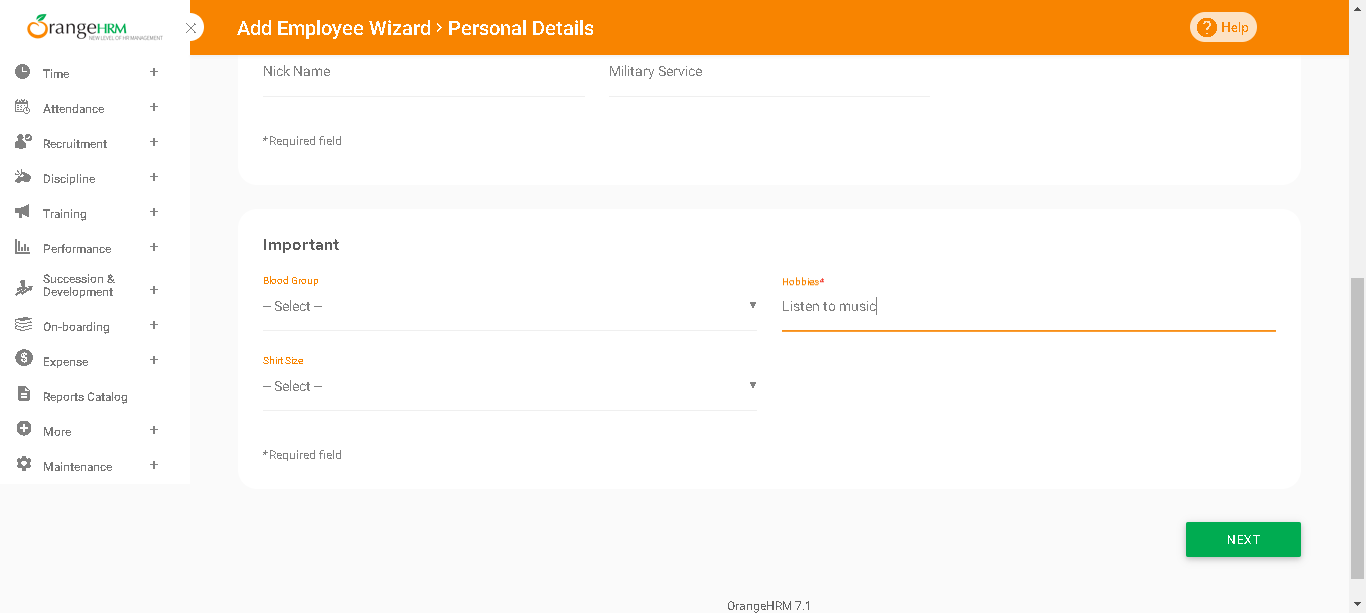 OrangeHRM
NEW LEVEL OF HR MANAGEMENT
Time
Attendance
Recruitment
Discipline
Training
Performance
Succession &
Development
On-boarding
Expense
Reports Catalog
More
Maintenance
Add Employee Wizard > Personal Details
? Help
Nick Name
Military Service
*Required field
Important
Blood Group
Hobbies*
-- Select --
Listen to music
Shirt Size
-- Select --
*Required field
NEXT
OrangeHRM 7.1